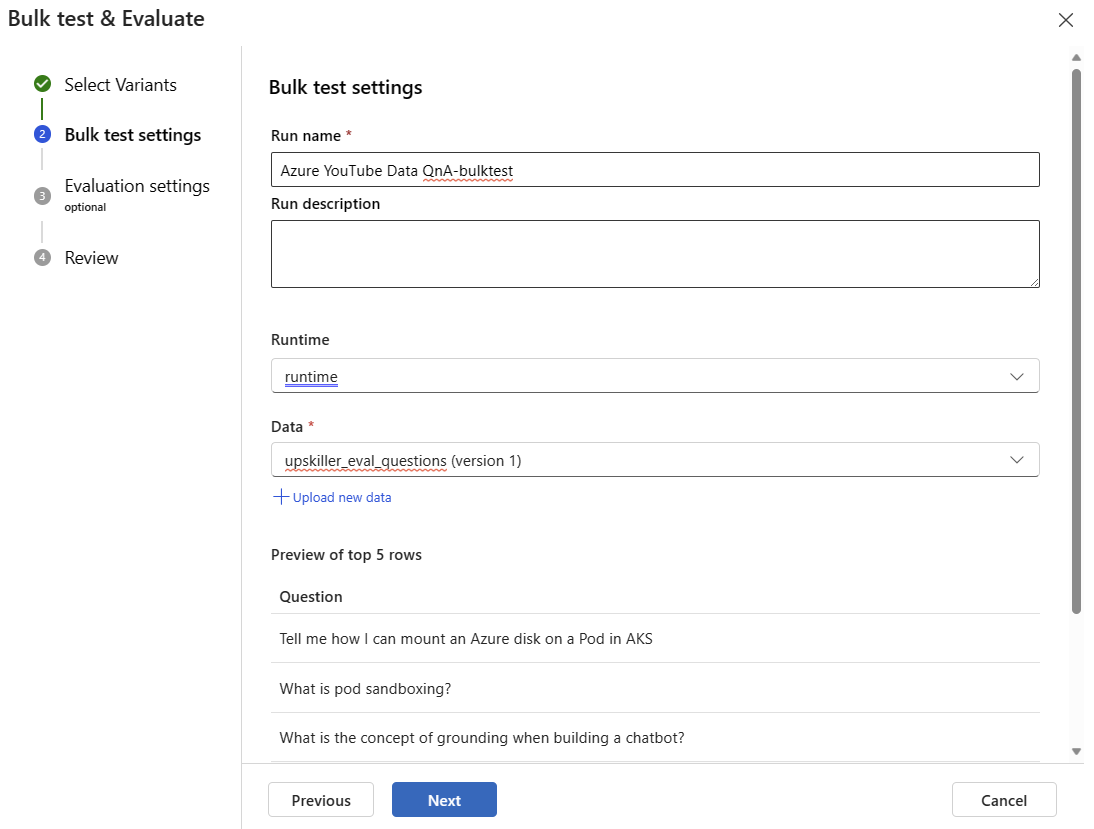 Bulk test & Evaluate
Select Variants
2 Bulk test settings
3 Evaluation settings
optional
4 Review
Bulk test settings
Run name *
Azure YouTube Data QnA-bulktest
Run description
Runtime
runtime
Data *
upskiller_eval_questions (version 1)
Upload new data
Preview of top 5 rows
Question
Tell me how I can mount an Azure disk on a Pod in AKS
What is pod sandboxing?
What is the concept of grounding when building a chatbot?
Previous
Next
Cancel